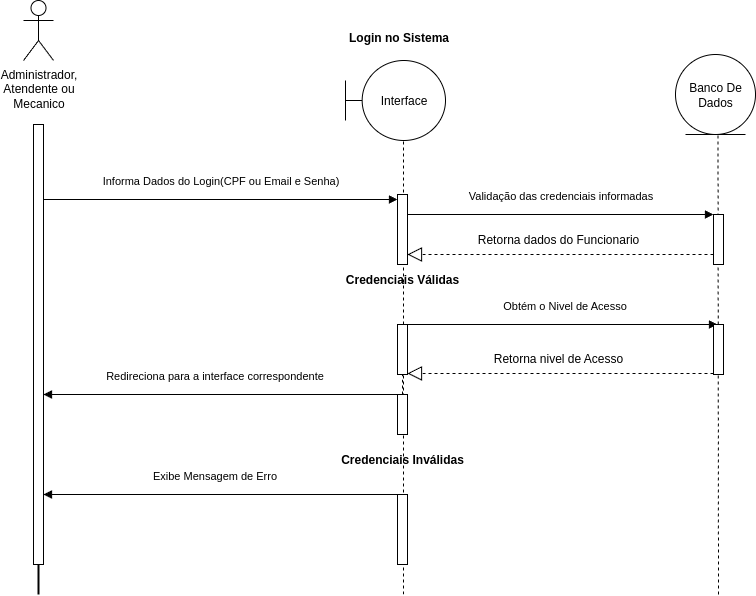 Login no Sistema
Administrador,
Atendente ou
Mecanico
Interface
Banco De
Dados
Informa Dados do Login(CPF ou Email e Senha)
Validação das credenciais informadas
Retorna dados do Funcionario
Credenciais Válidas
Obtém o Nivel de Acesso
Retorna nivel de Acesso
Redireciona para a interface correspondente
Credenciais Inválidas
Exibe Mensagem de Erro